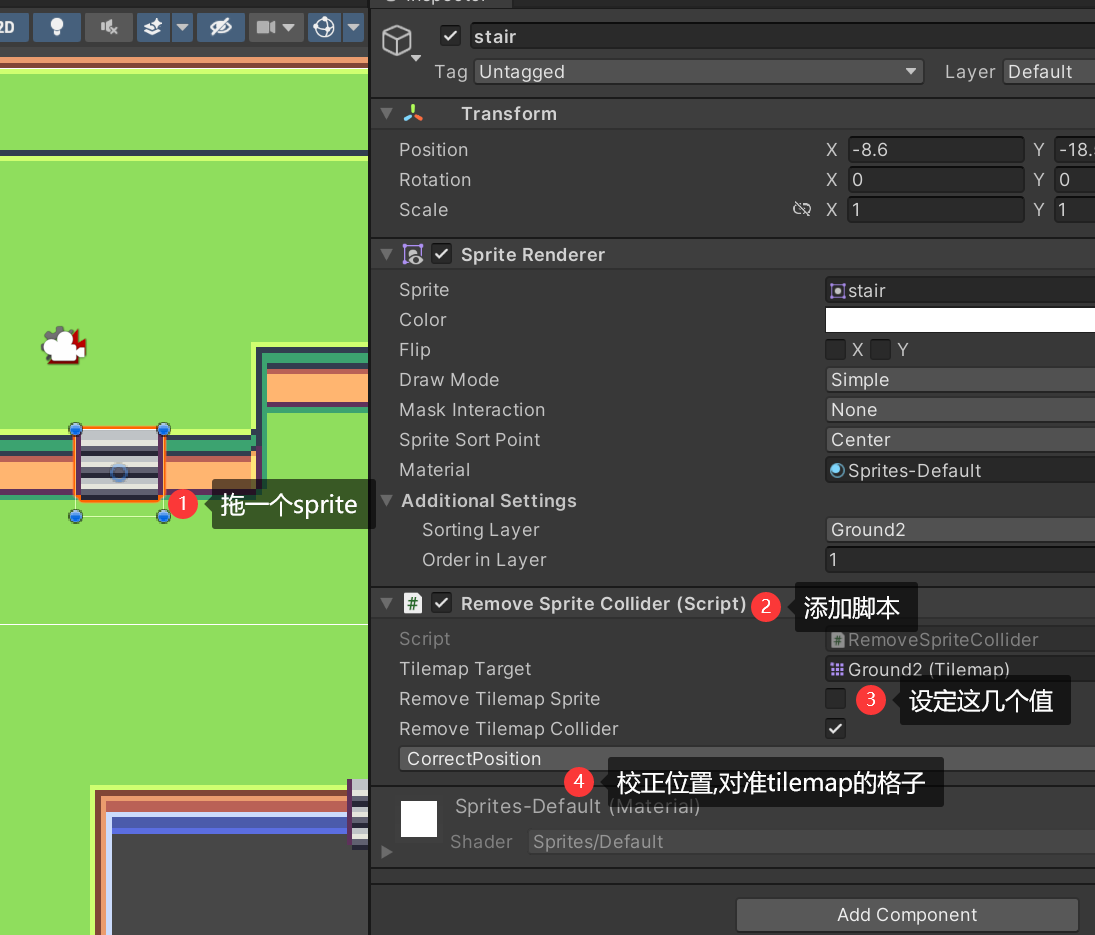 2D
stair
Tag Untagged Layer Default
Transform
Position X -8.6 Y -18.
Rotation X 0 Y 0
Scale X 1 Y 1
Sprite Renderer
Sprite stair
Color
Flip X Y
Draw Mode Simple
Mask Interaction None
Sprite Sort Point Center
Material Sprites-Default
1 拖一个sprite
Additional Settings
Sorting Layer Ground2
Order in Layer 1
# Remove Sprite Collider (Script) 2 添加脚本
Script # RemoveSpriteCollider
Tilemap Target Ground2 (Tilemap)
Remove Tilemap Sprite 3 设定这几个值
Remove Tilemap Collider
CorrectPosition
4 校正位置,对准tilemap的格子
Sprites-Default (Material)
Shader Sprites/Default
Add Component